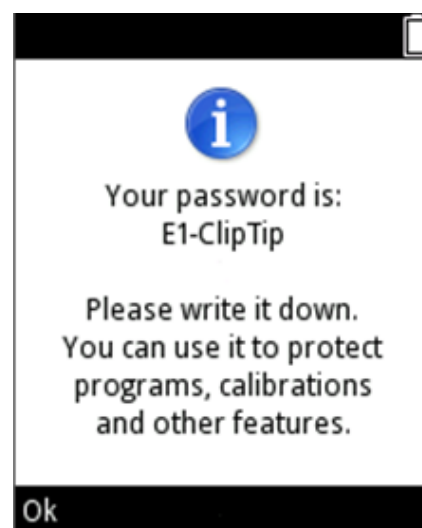 Your password is:
E1-ClipTip
Please write it down.
You can use it to protect
programs, calibrations
and other features.
Ok